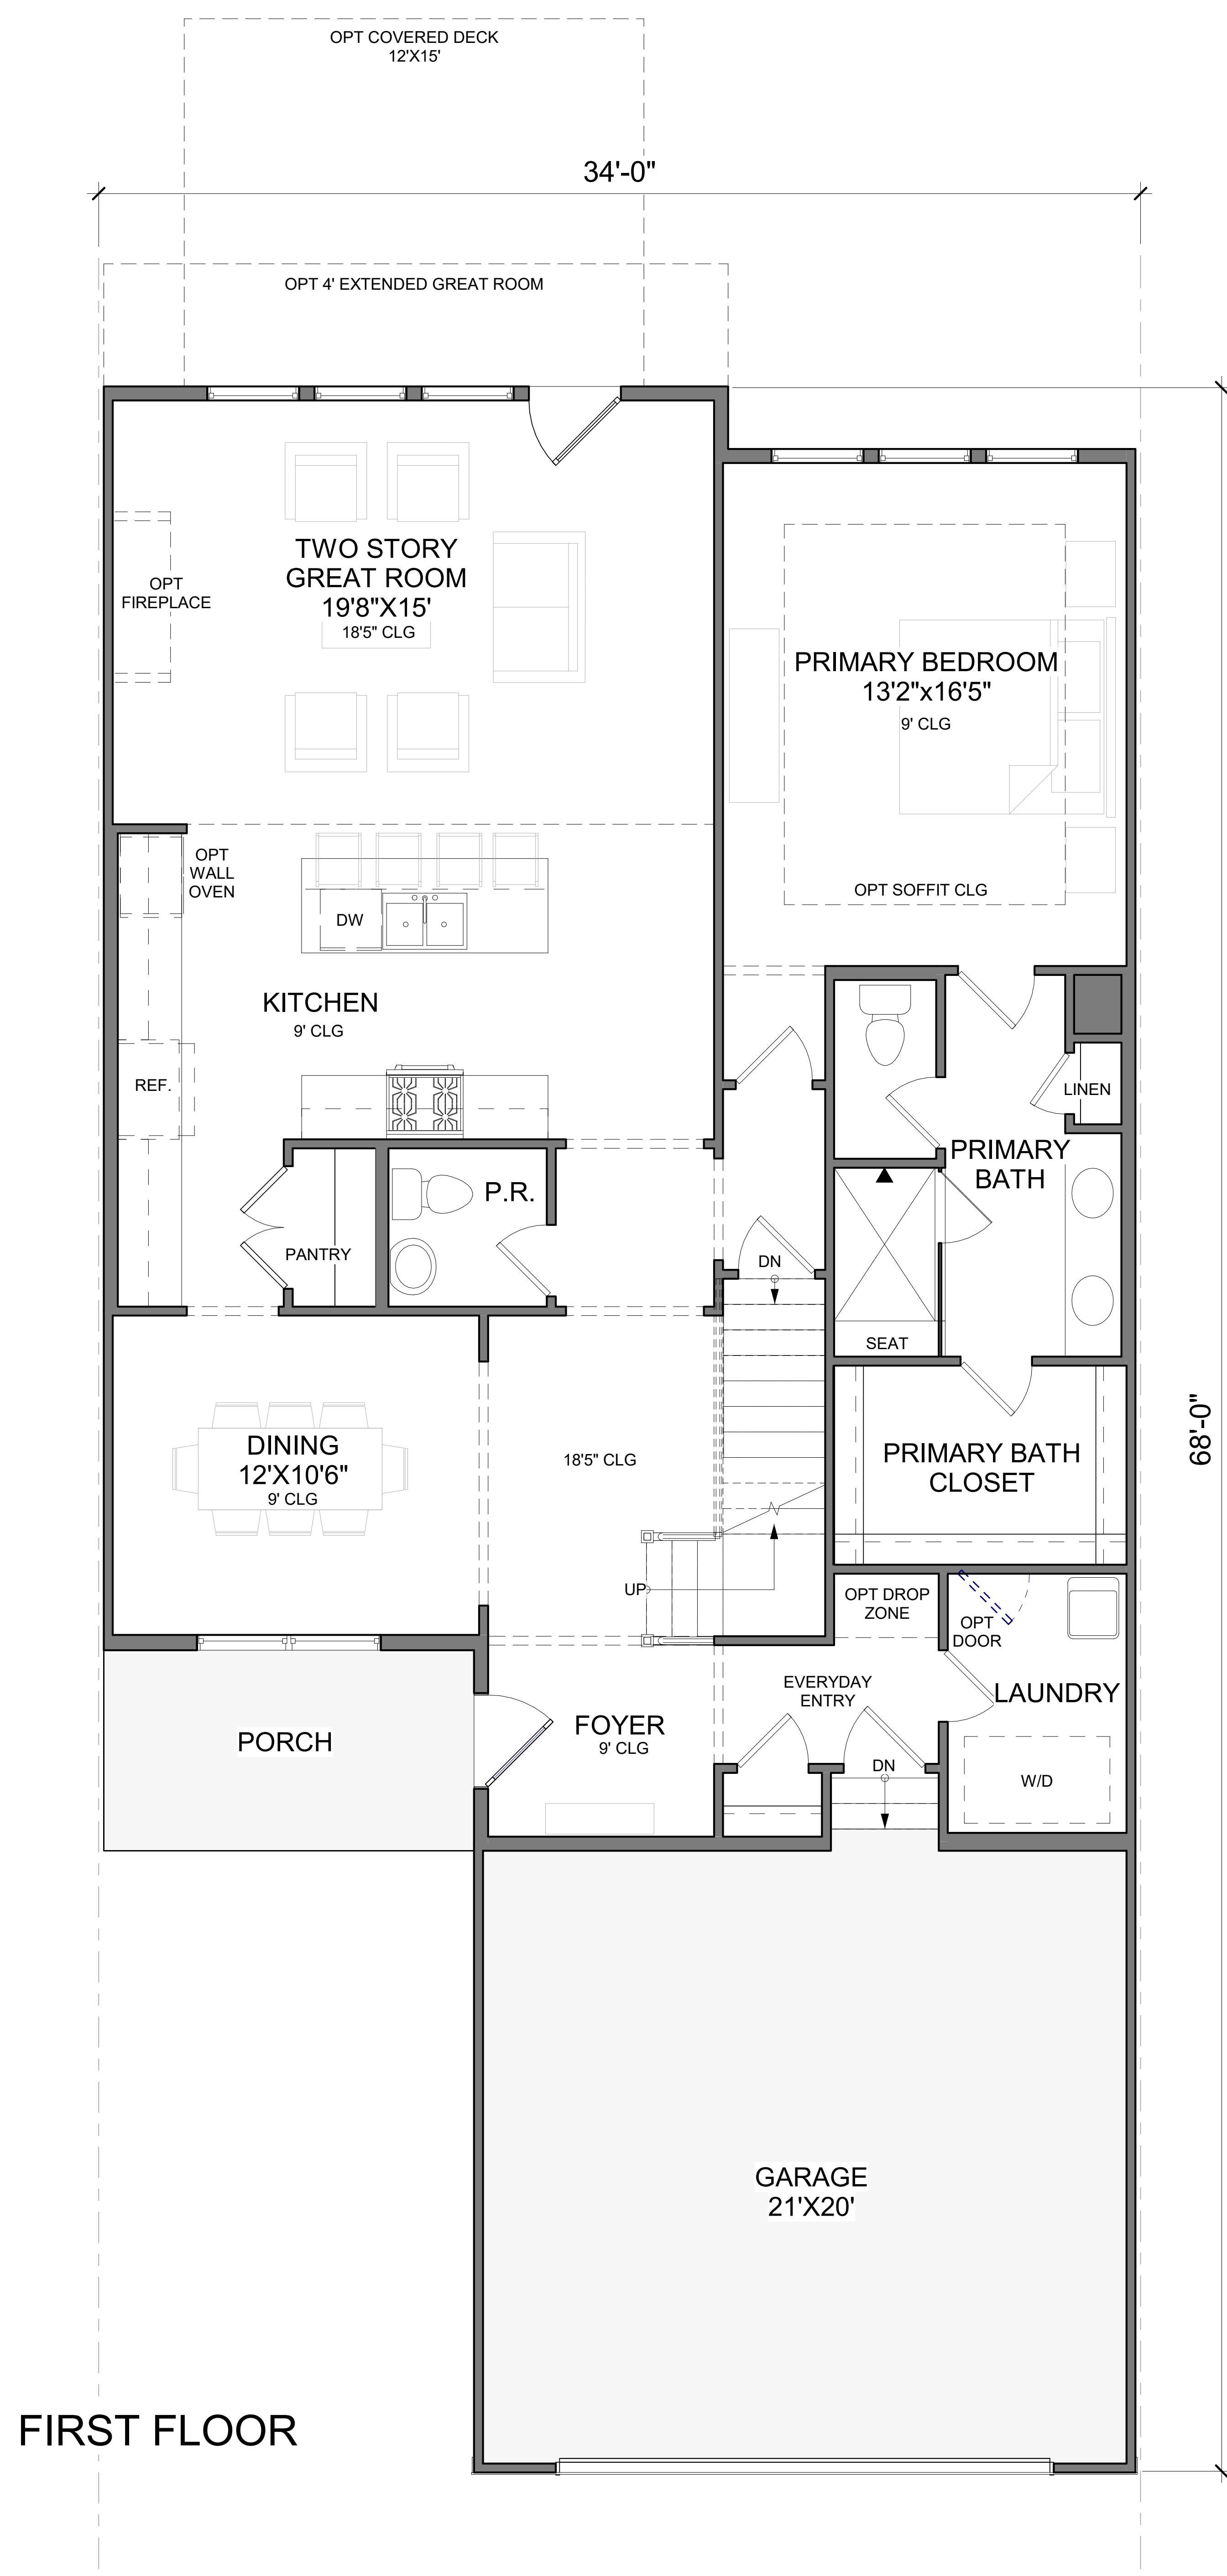 OPT COVERED DECK
12'X15'
34'-0"
OPT 4' EXTENDED GREAT ROOM
TWO STORY
GREAT ROOM
19'8"X15'
18'5" CLG
OPT
FIREPLACE
PRIMARY BEDROOM
13'2"x16'5"
9' CLG
OPT SOFFIT CLG
OPT
WALL
OVEN
DW
KITCHEN
9' CLG
REF.
LINEN
PRIMARY
BATH
P.R.
PANTRY
DN
SEAT
68'-0"
DINING
12'X10'6"
9' CLG
18'5" CLG
PRIMARY BATH
CLOSET
UP
OPT DROP
ZONE
OPT
DOOR
EVERYDAY
ENTRY
LAUNDRY
PORCH
FOYER
9' CLG
DN
W/D
GARAGE
21'X20'
FIRST FLOOR